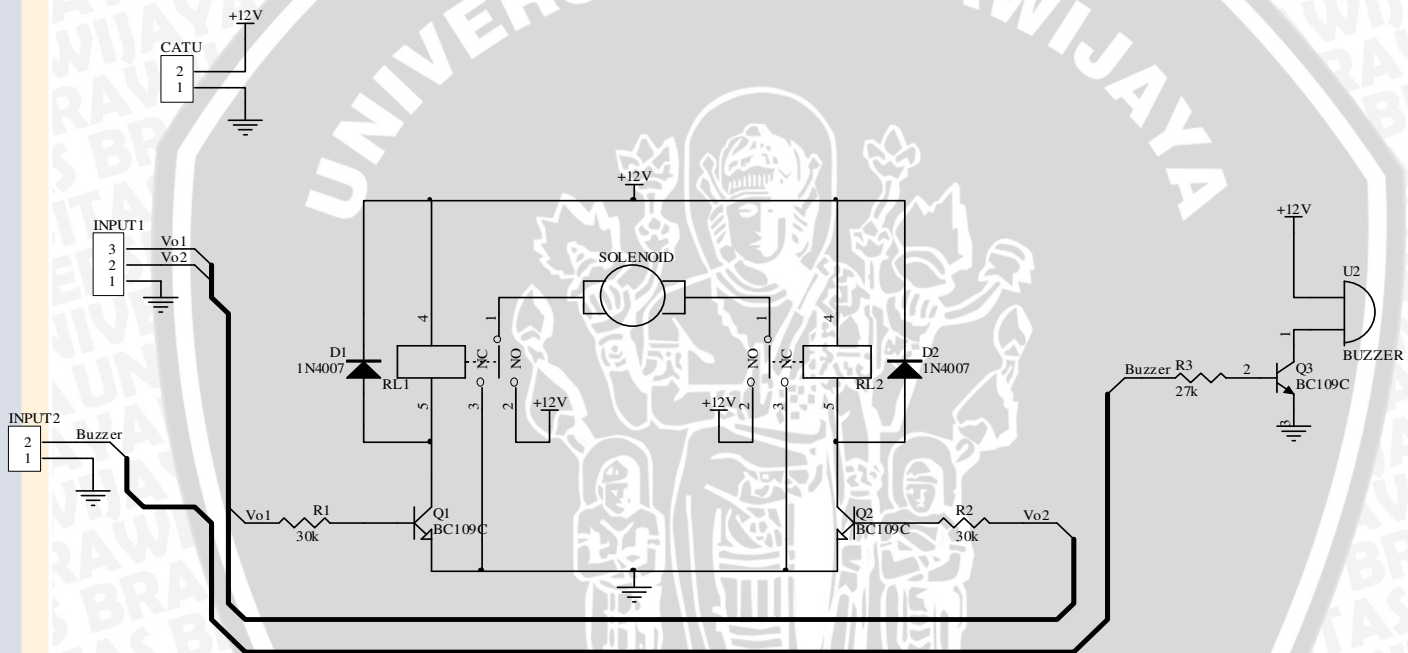 UNIVERSITAS BRAWIJAYA
+12V
CATU
2
1
+12V
INPUT1
3
2
1
Vo1
Vo2
SOLENOID
+12V
U2
BUZZER
4
1
NC
NO
D1
1N4007
RL1
5
3
2
+12V
1
4
NO
NC
D2
1N4007
RL2
+12V
2
3
5
1
Buzzer
R3
27k
2
Q3
BC109C
3
INPUT2
2
1
Buzzer
Vo1
R1
30k
Q1
BC109C
Q2
BC109C
R2
30k
Vo2